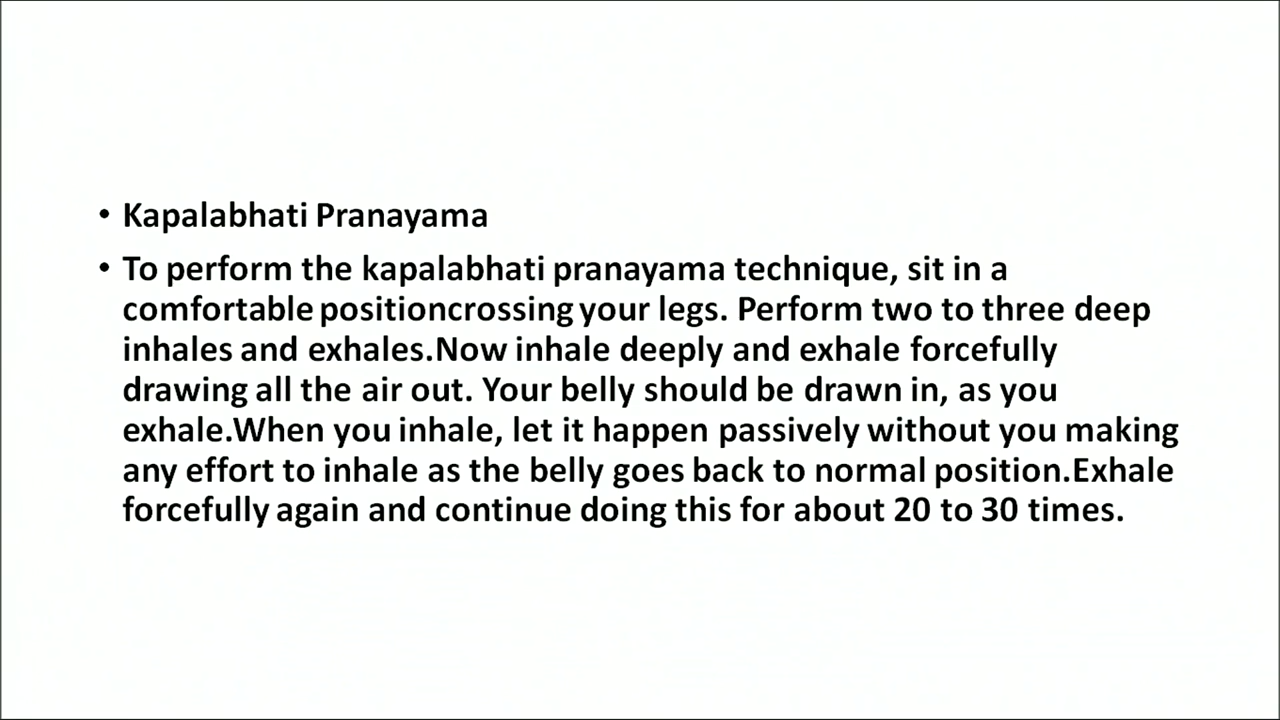 • Kapalabhati Pranayama
• To perform the kapalabhati pranayama technique, sit in a
comfortable positioncrossing your legs. Perform two to three deep
inhales and exhales.Now inhale deeply and exhale forcefully
drawing all the air out. Your belly should be drawn in, as you
exhale.When you inhale, let it happen passively without you making
any effort to inhale as the belly goes back to normal position.Exhale
forcefully again and continue doing this for about 20 to 30 times.